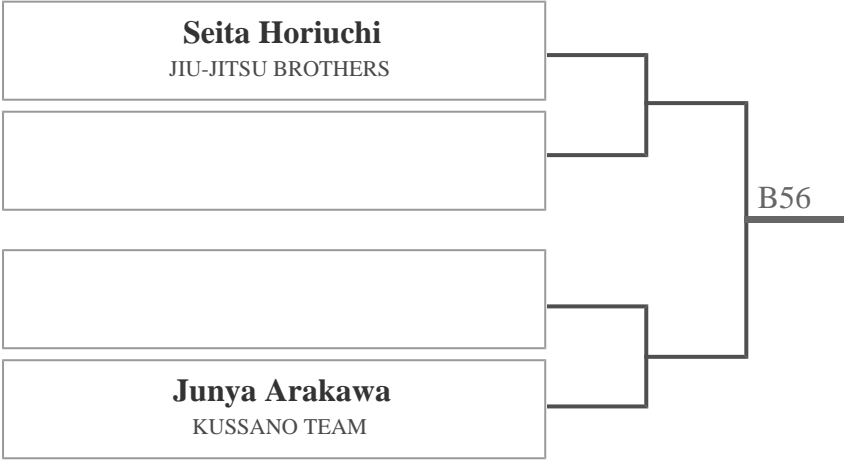 Seita Horiuchi
JIU-JITSU BROTHERS
B56
Junya Arakawa
KUSSANO TEAM